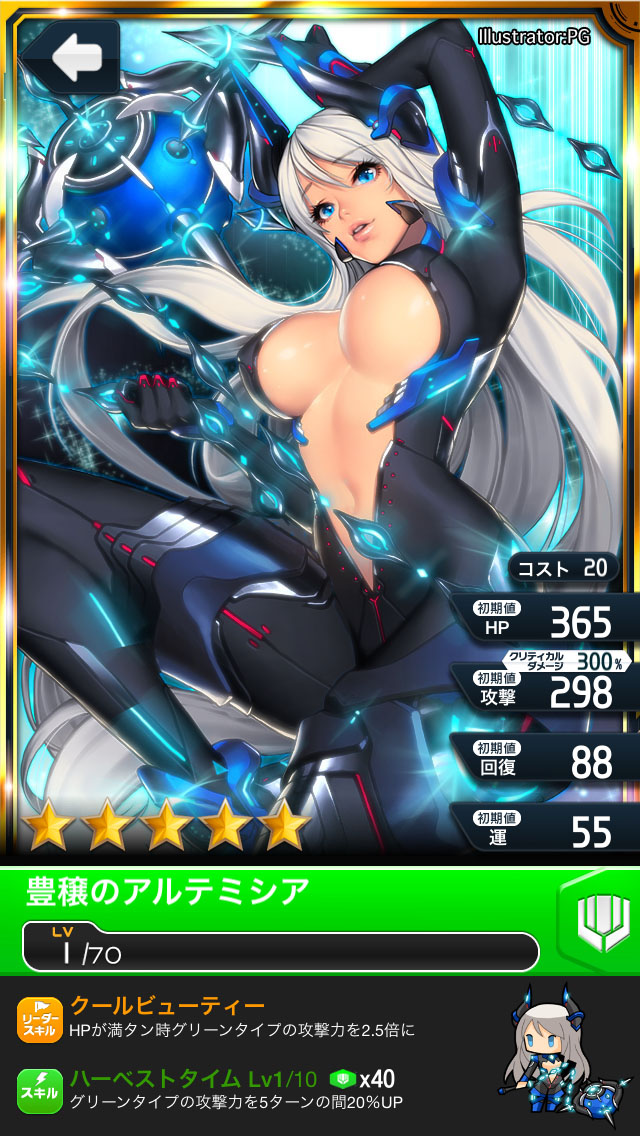 Illustrator:PG
コスト 20
初期値
HP 365
クリティカル
ダメージ 300%
初期値
攻撃 298
初期値
回復 88
初期値
運 55
豊穣のアルテミシア
LV
1/70
リーダー
スキル
クールビューティー
HPが満タン時グリーンタイプの攻撃力を2.5倍に
スキル
ハーベストタイム Lv1/10 x40
グリーンタイプの攻撃力を5ターンの間20%UP